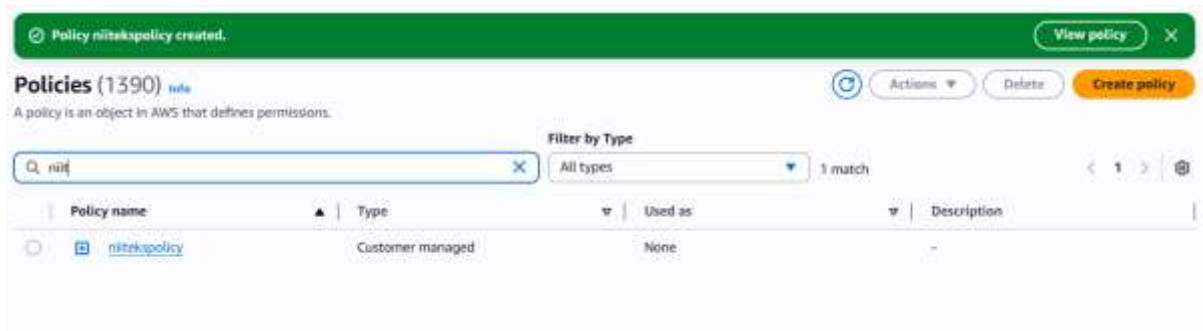 Policy niitekspolicy created.
View policy
Policies (1390) Info
Actions
Delete
Create policy
A policy is an object in AWS that defines permissions.
Filter by Type
niit
All types
1 match
1
Policy name
Type
Used as
Description
niitekspolicy
Customer managed
None
-